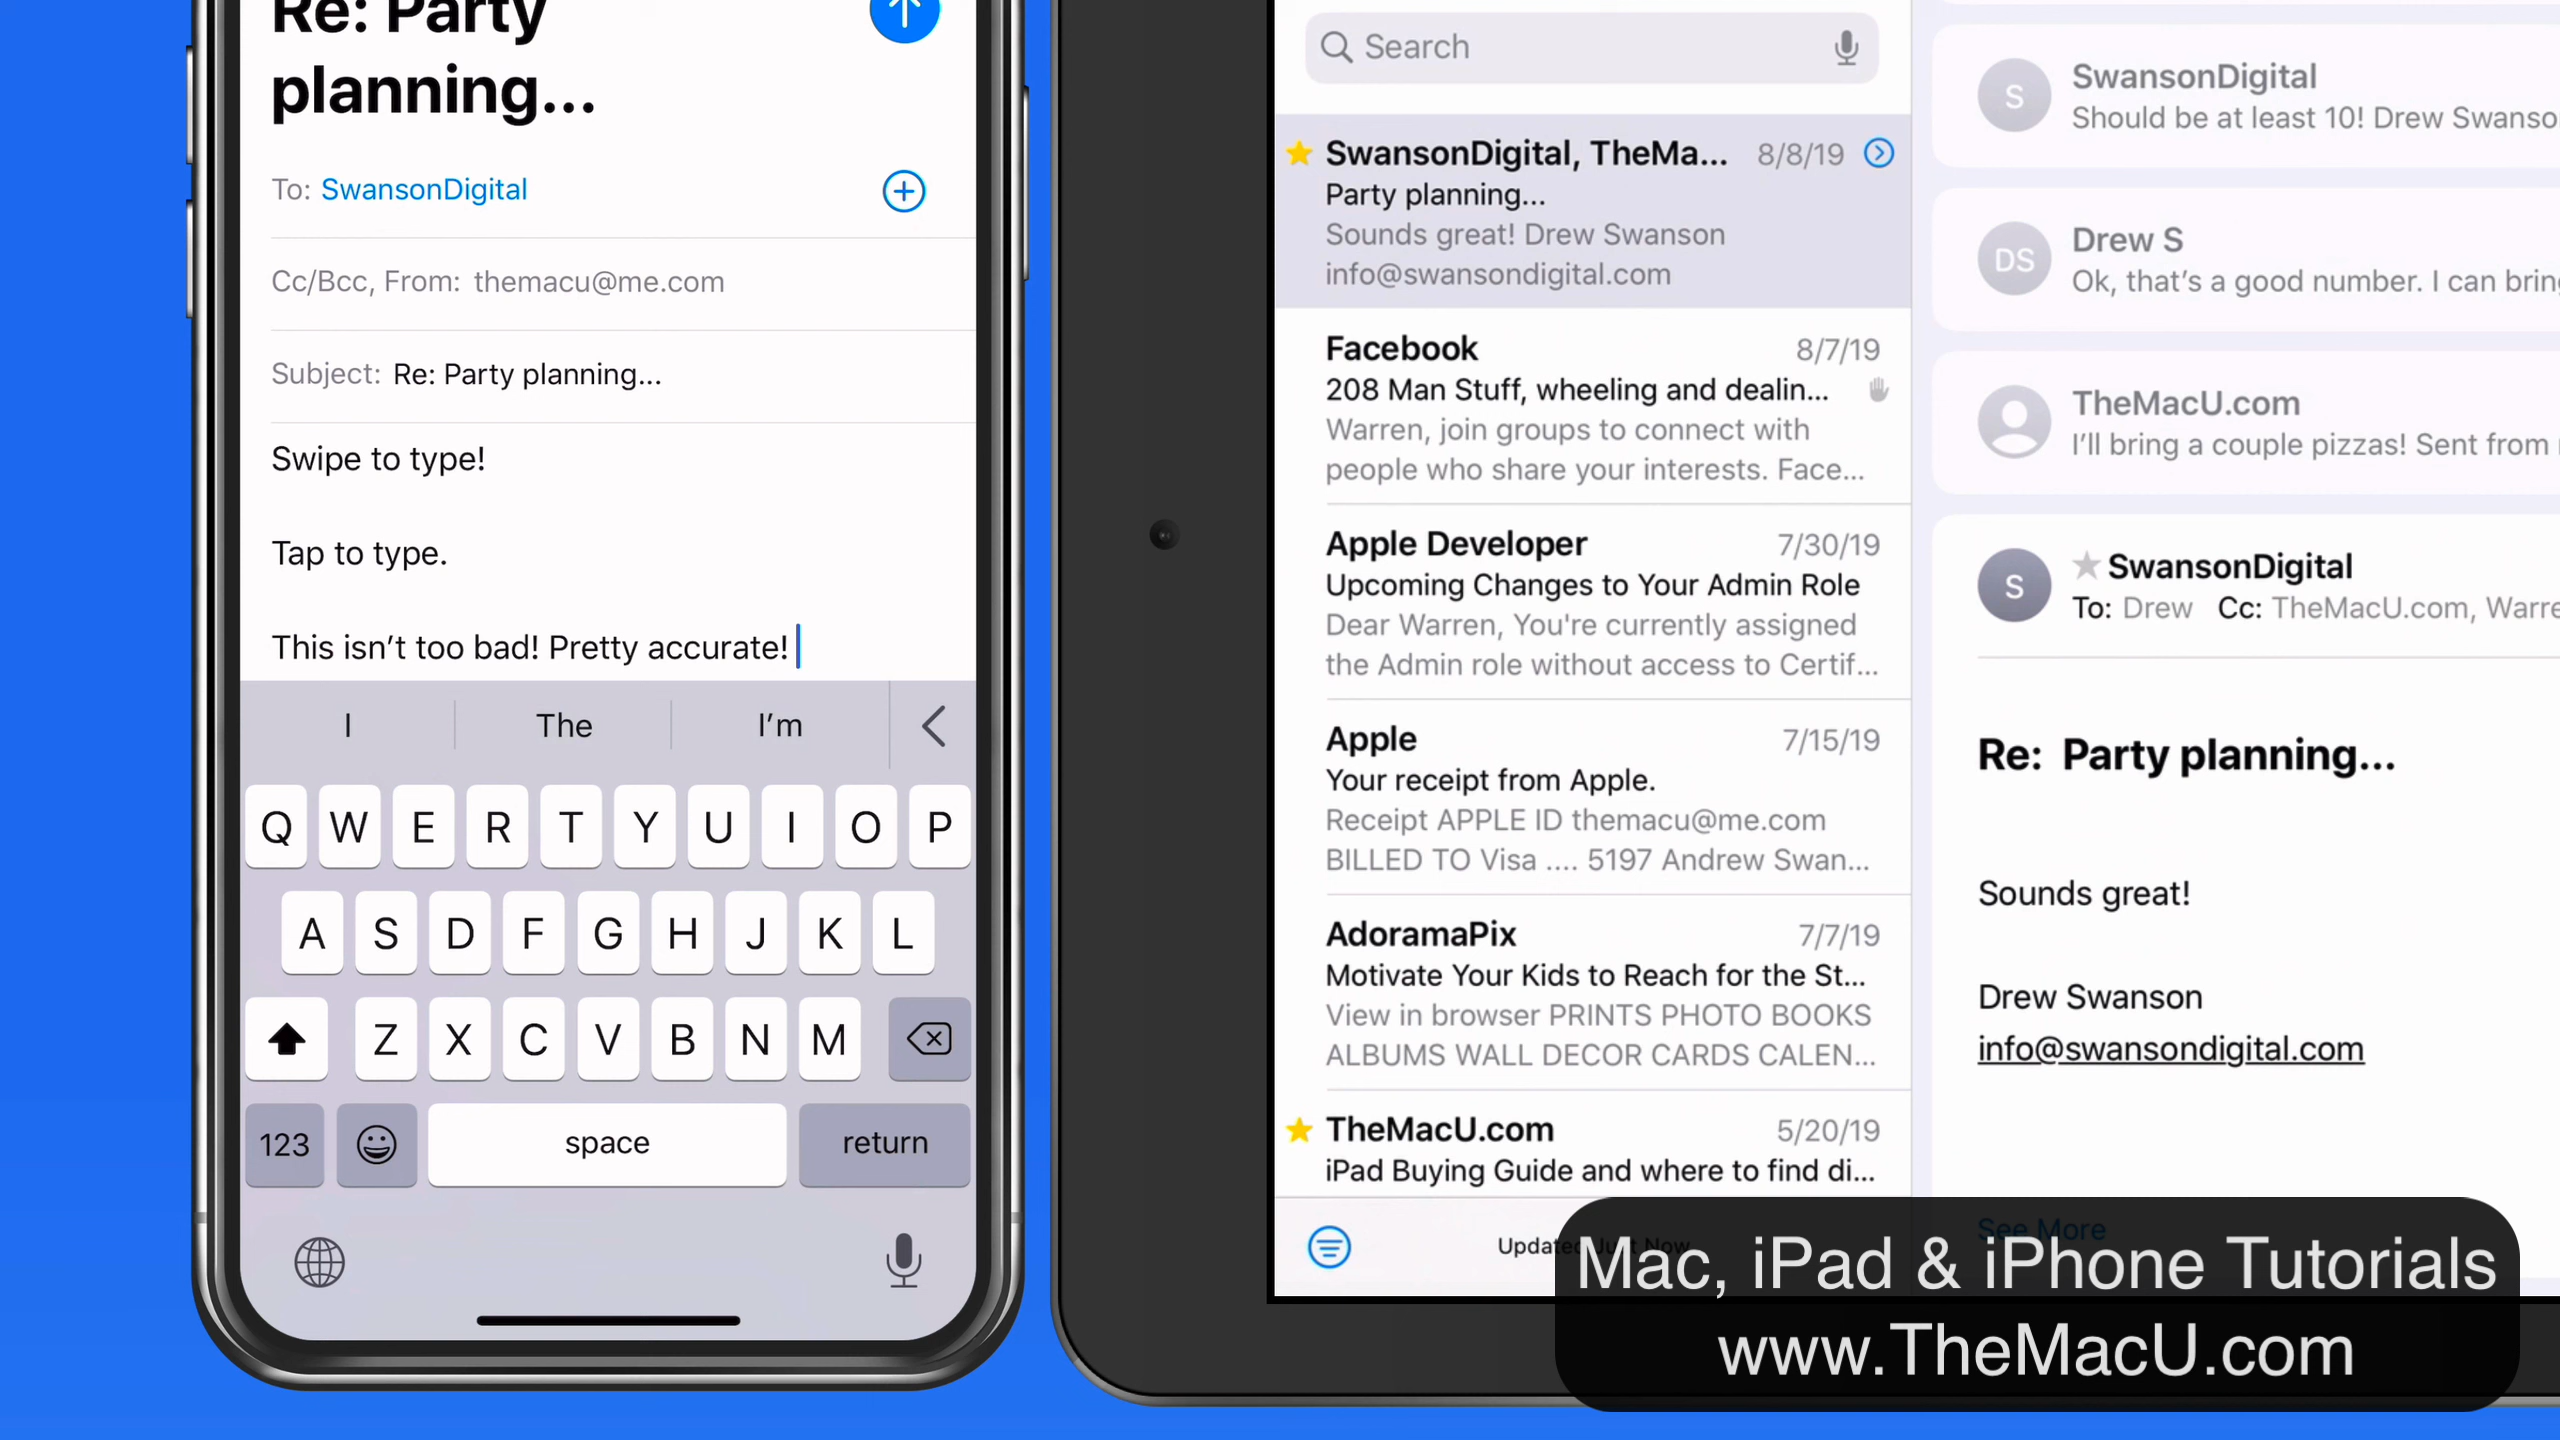 Re: Party
planning...
To: SwansonDigital
Cc/Bcc, From: themacu@me.com
Subject: Re: Party planning...
Swipe to type!
Tap to type.
This isn’t too bad! Pretty accurate!
I The I’m
Q W E R T Y U I O P
A S D F G H J K L
Z X C V B N M
123 space return
Search
SwansonDigital, TheMa... 8/8/19
Party planning...
Sounds great! Drew Swanson
info@swansondigital.com
Facebook 8/7/19
208 Man Stuff, wheeling and dealin...
Warren, join groups to connect with
people who share your interests. Face...
Apple Developer 7/30/19
Upcoming Changes to Your Admin Role
Dear Warren, You're currently assigned
the Admin role without access to Certif...
Apple 7/15/19
Your receipt from Apple.
Receipt APPLE ID themacu@me.com
BILLED TO Visa .... 5197 Andrew Swan...
AdoramaPix 7/7/19
Motivate Your Kids to Reach for the St...
View in browser PRINTS PHOTO BOOKS
ALBUMS WALL DECOR CARDS CALEN...
TheMacU.com 5/20/19
iPad Buying Guide and where to find di...
Updated Just Now
S SwansonDigital
Should be at least 10! Drew Swanso
DS Drew S
Ok, that’s a good number. I can bring
TheMacU.com
I’ll bring a couple pizzas! Sent from
S SwansonDigital
To: Drew Cc: TheMacU.com, Warre
Re: Party planning...
Sounds great!
Drew Swanson
info@swansondigital.com
See More
Mac, iPad & iPhone Tutorials
www.TheMacU.com